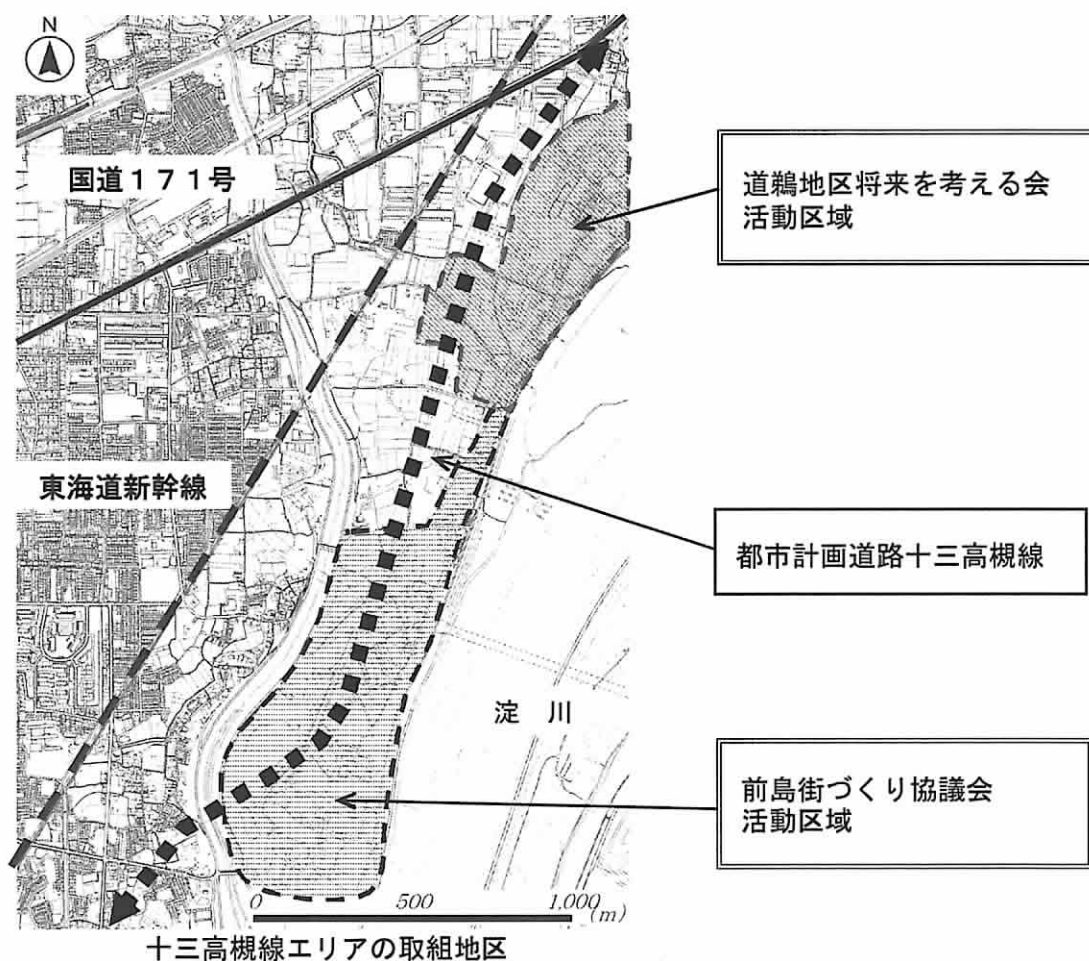 N
国道１７１号
東海道新幹線
道鵜地区将来を考える会
活動区域
都市計画道路十三高槻線
淀 川
前島街づくり協議会
活動区域
0 500 1,000
(m)
十三高槻線エリアの取組地区